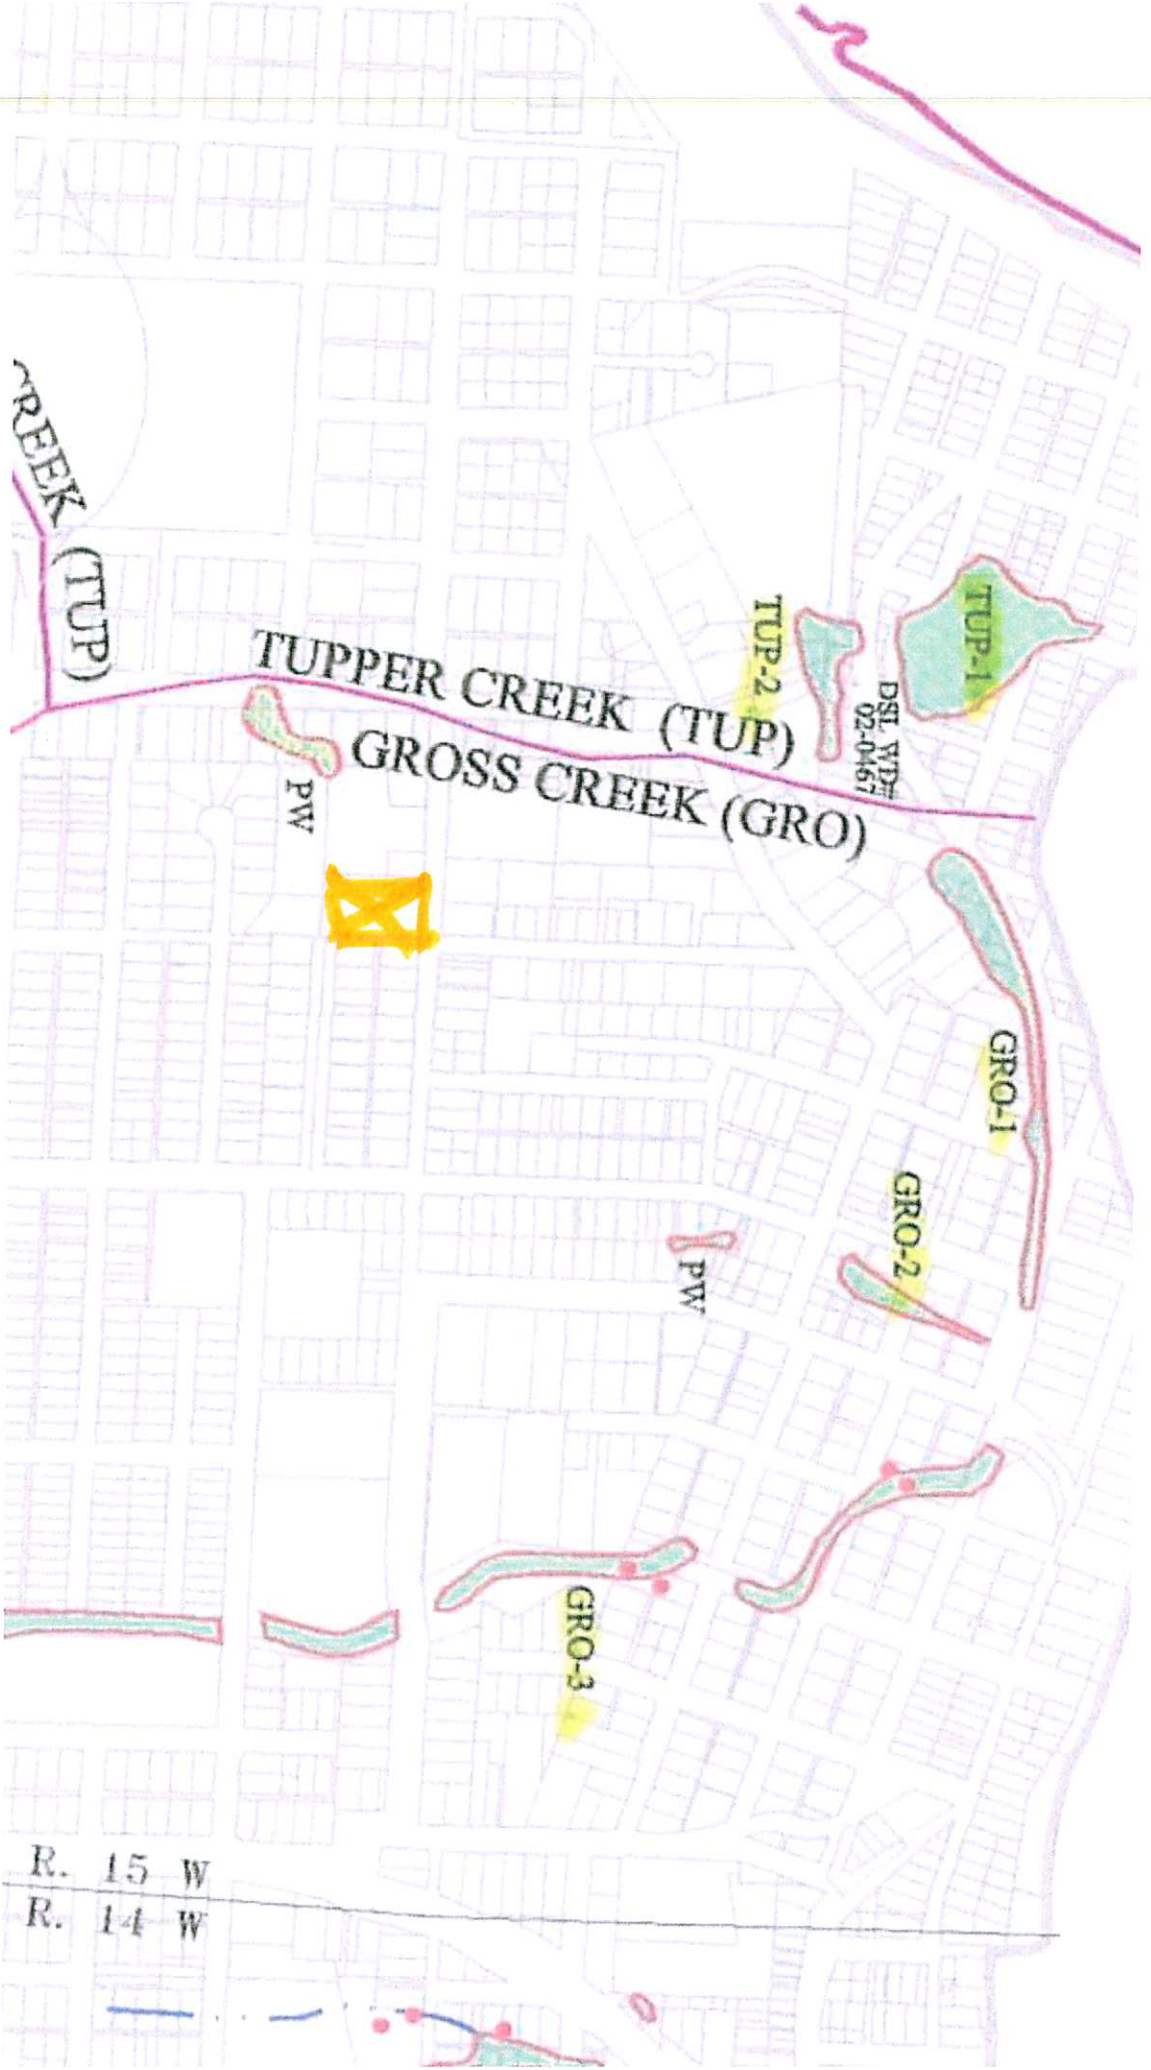 TUP-1
TUP-2
DSL WD#
02-0467
CREEK (TUP)
TUPPER CREEK (TUP)
GROSS CREEK (GRO)
PW
GRO-1
GRO-2
PW
GRO-3
R. 15 W
R. 14 W